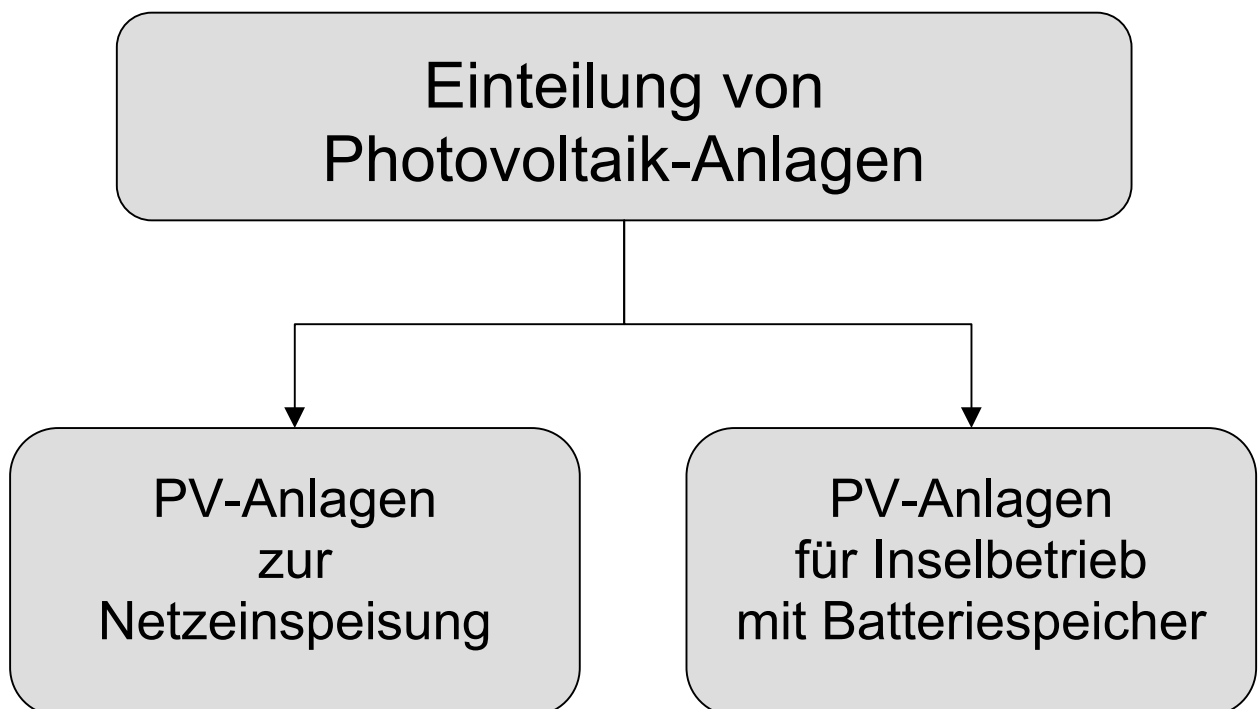 Einteilung von
Photovoltaik-Anlagen
PV-Anlagen
zur
Netzeinspeisung
PV-Anlagen
für Inselbetrieb
mit Batteriespeicher